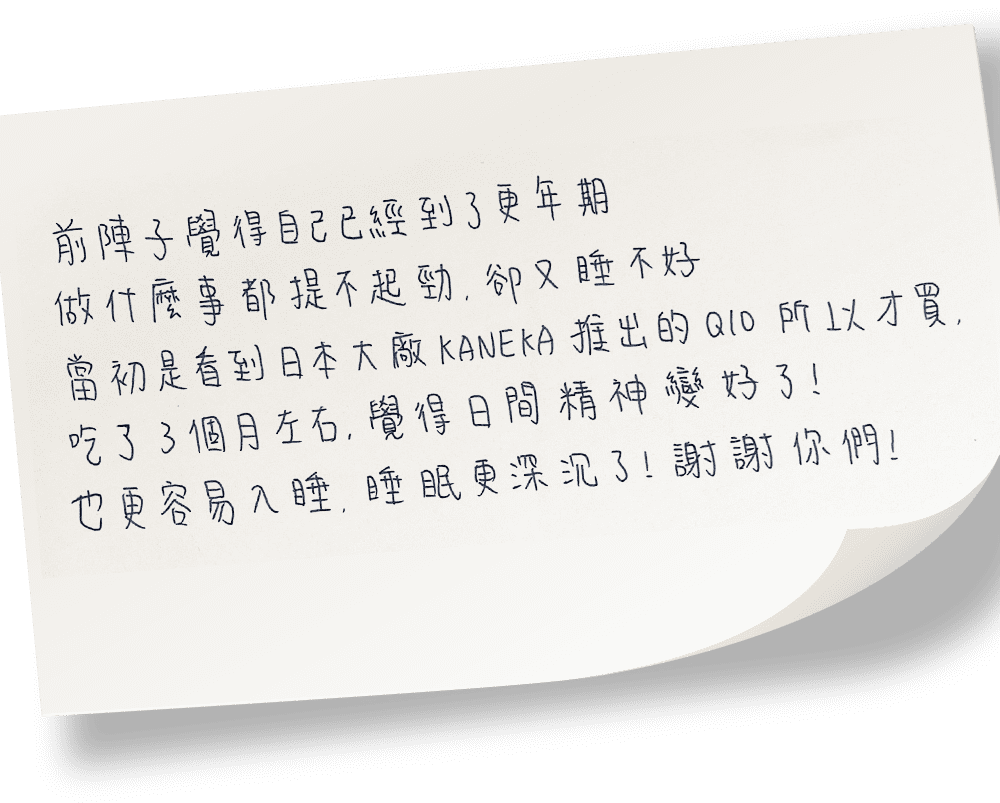 前陣子覺得自己已經到了更年期
做什麼事都提不起勁，卻又睡不好
當初是看到日本大廠KANEKA推出的Q10所以才買，
吃了3個月左右，覺得日間精神變好了！
也更容易入睡，睡眠更深沉了！謝謝你們！